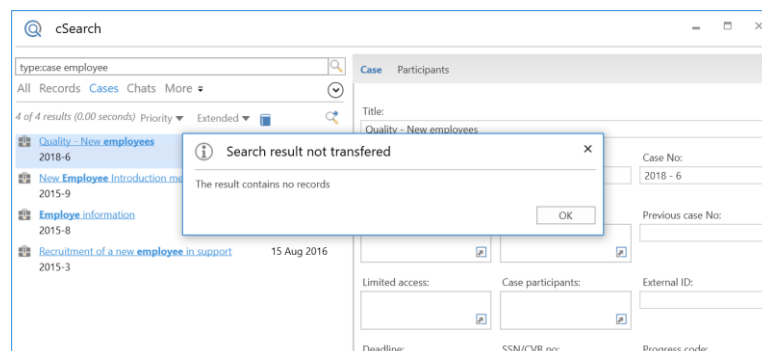 cSearch
type:case employee
All Records Cases Chats More
4 of 4 results (0.00 seconds) Priority Extended
Quality - New employees
2018-6
New Employee Introduction me
2015-9
Employe information
2015-8
Recruitment of a new employee in support 15 Aug 2016
2015-3
Case Participants
Title:
Quality - New employees
Case No:
2018 - 6
Previous case No:
Limited access: Case participants: External ID:
Deadline: SSN/CVR no: Progress code:
Search result not transfered
The result contains no records
OK